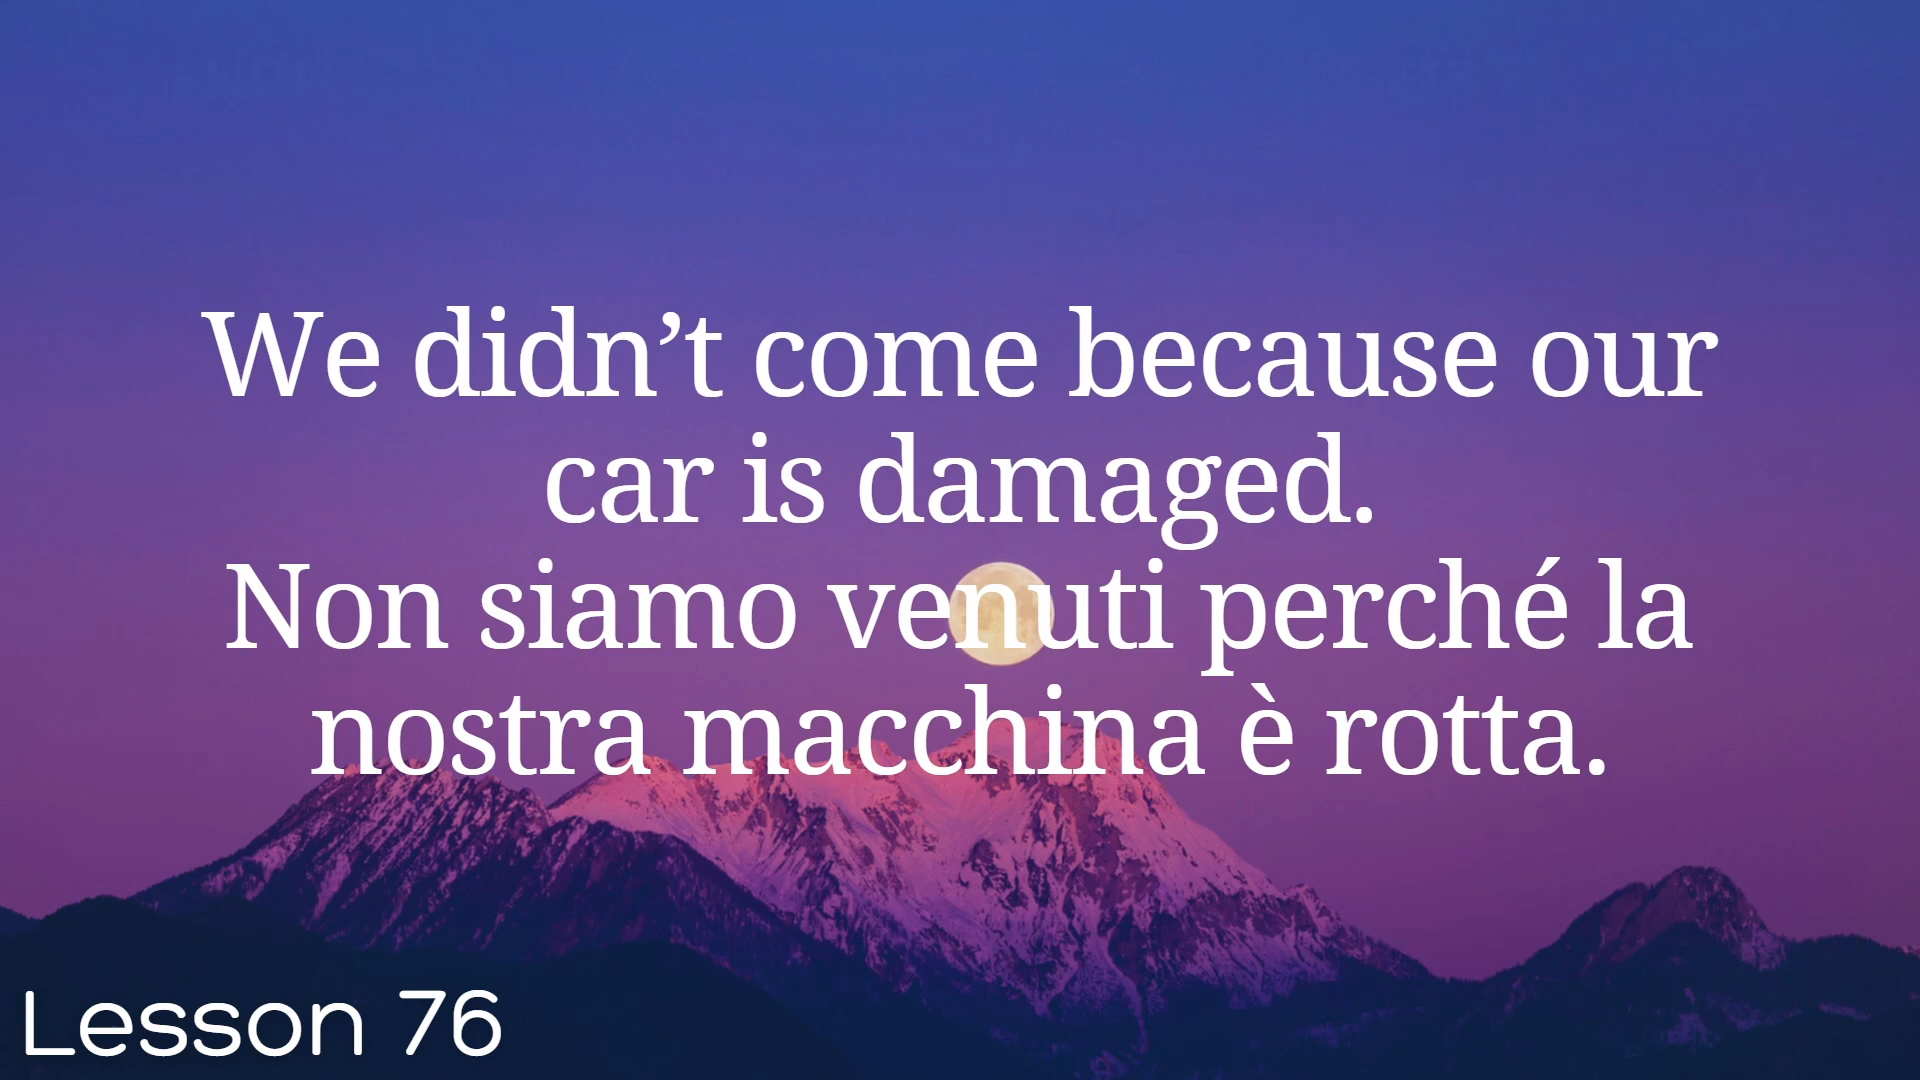 We didn’t come because our
car is damaged.
Non siamo venuti perché la
nostra macchina è rotta.
Lesson 76